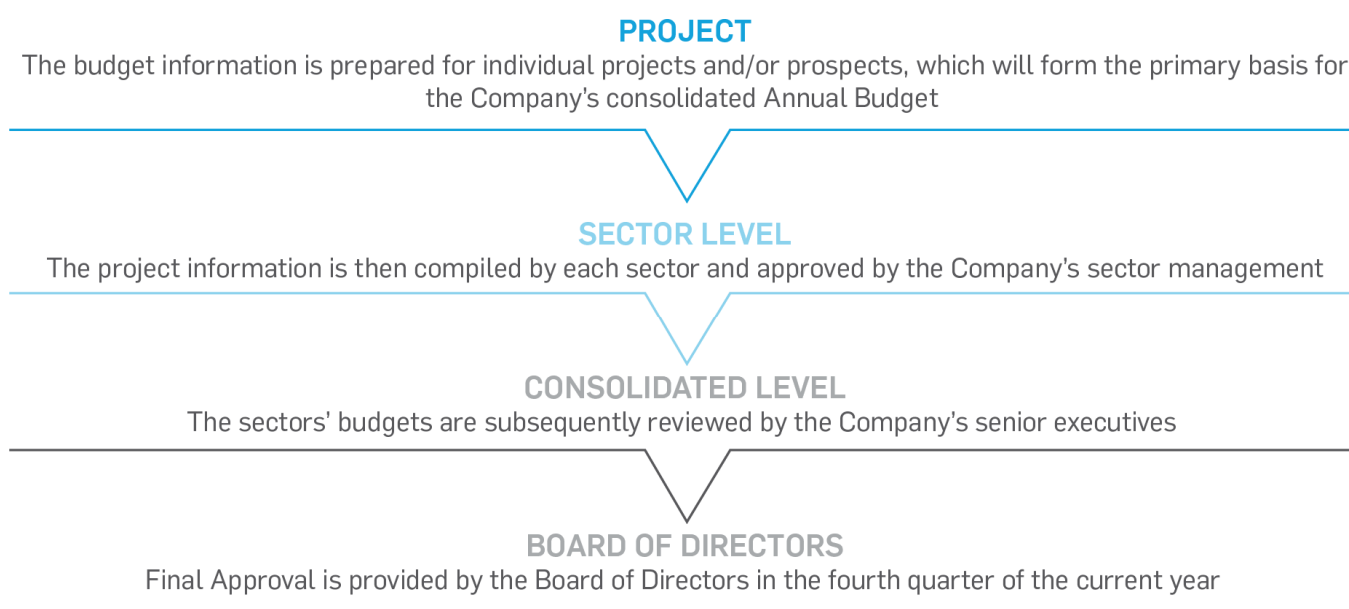 PROJECT
The budget information is prepared for individual projects and/or prospects, which will form the primary basis for
the Company’s consolidated Annual Budget
SECTOR LEVEL
The project information is then compiled by each sector and approved by the Company’s sector management
CONSOLIDATED LEVEL
The sectors’ budgets are subsequently reviewed by the Company’s senior executives
BOARD OF DIRECTORS
Final Approval is provided by the Board of Directors in the fourth quarter of the current year